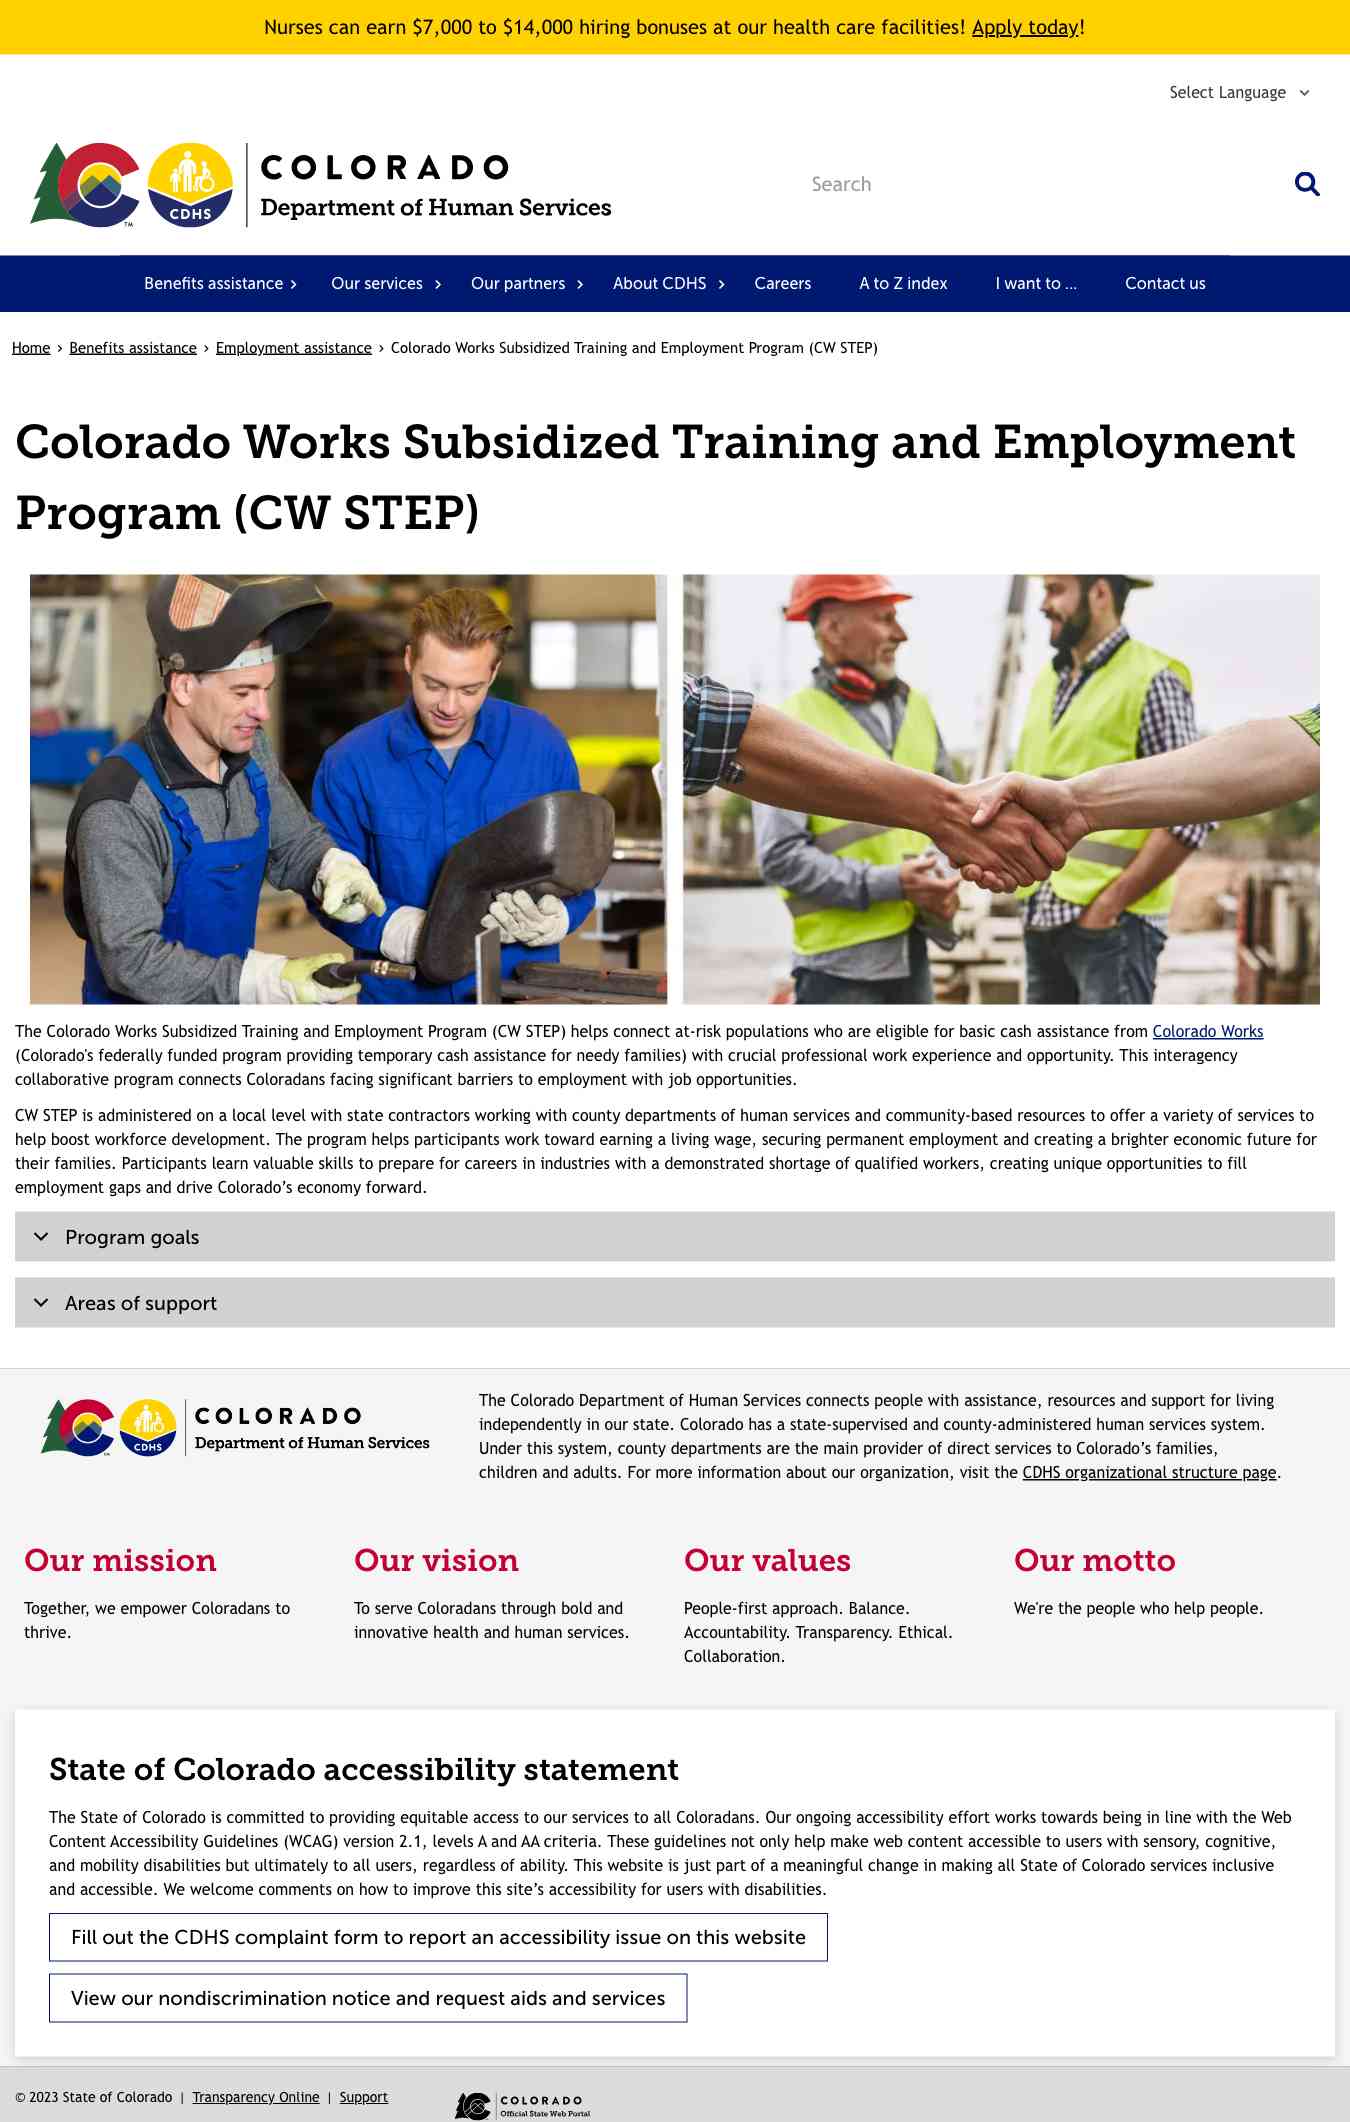 Nurses can earn $7,000 to $14,000 hiring bonuses at our health care facilities! Apply today!
Select Language
CDHS
TM
COLORADO
Department of Human Services
Search
Benefits assistance › Our services › Our partners › About CDHS › Careers A to Z index I want to ... Contact us
Home › Benefits assistance › Employment assistance › Colorado Works Subsidized Training and Employment Program (CW STEP)
Colorado Works Subsidized Training and Employment
Program (CW STEP)
The Colorado Works Subsidized Training and Employment Program (CW STEP) helps connect at-risk populations who are eligible for basic cash assistance from Colorado Works
(Colorado's federally funded program providing temporary cash assistance for needy families) with crucial professional work experience and opportunity. This interagency
collaborative program connects Coloradans facing significant barriers to employment with job opportunities.
CW STEP is administered on a local level with state contractors working with county departments of human services and community-based resources to offer a variety of services to
help boost workforce development. The program helps participants work toward earning a living wage, securing permanent employment and creating a brighter economic future for
their families. Participants learn valuable skills to prepare for careers in industries with a demonstrated shortage of qualified workers, creating unique opportunities to fill
employment gaps and drive Colorado’s economy forward.
Program goals
Areas of support
CDHS
COLORADO
Department of Human Services
The Colorado Department of Human Services connects people with assistance, resources and support for living
independently in our state. Colorado has a state-supervised and county-administered human services system.
Under this system, county departments are the main provider of direct services to Colorado’s families,
children and adults. For more information about our organization, visit the CDHS organizational structure page.
Our mission
Together, we empower Coloradans to
thrive.
Our vision
To serve Coloradans through bold and
innovative health and human services.
Our values
People-first approach. Balance.
Accountability. Transparency. Ethical.
Collaboration.
Our motto
We're the people who help people.
State of Colorado accessibility statement
The State of Colorado is committed to providing equitable access to our services to all Coloradans. Our ongoing accessibility effort works towards being in line with the Web
Content Accessibility Guidelines (WCAG) version 2.1, levels A and AA criteria. These guidelines not only help make web content accessible to users with sensory, cognitive,
and mobility disabilities but ultimately to all users, regardless of ability. This website is just part of a meaningful change in making all State of Colorado services inclusive
and accessible. We welcome comments on how to improve this site’s accessibility for users with disabilities.
Fill out the CDHS complaint form to report an accessibility issue on this website
View our nondiscrimination notice and request aids and services
© 2023 State of Colorado | Transparency Online | Support
COLORADO
Official State Web Portal